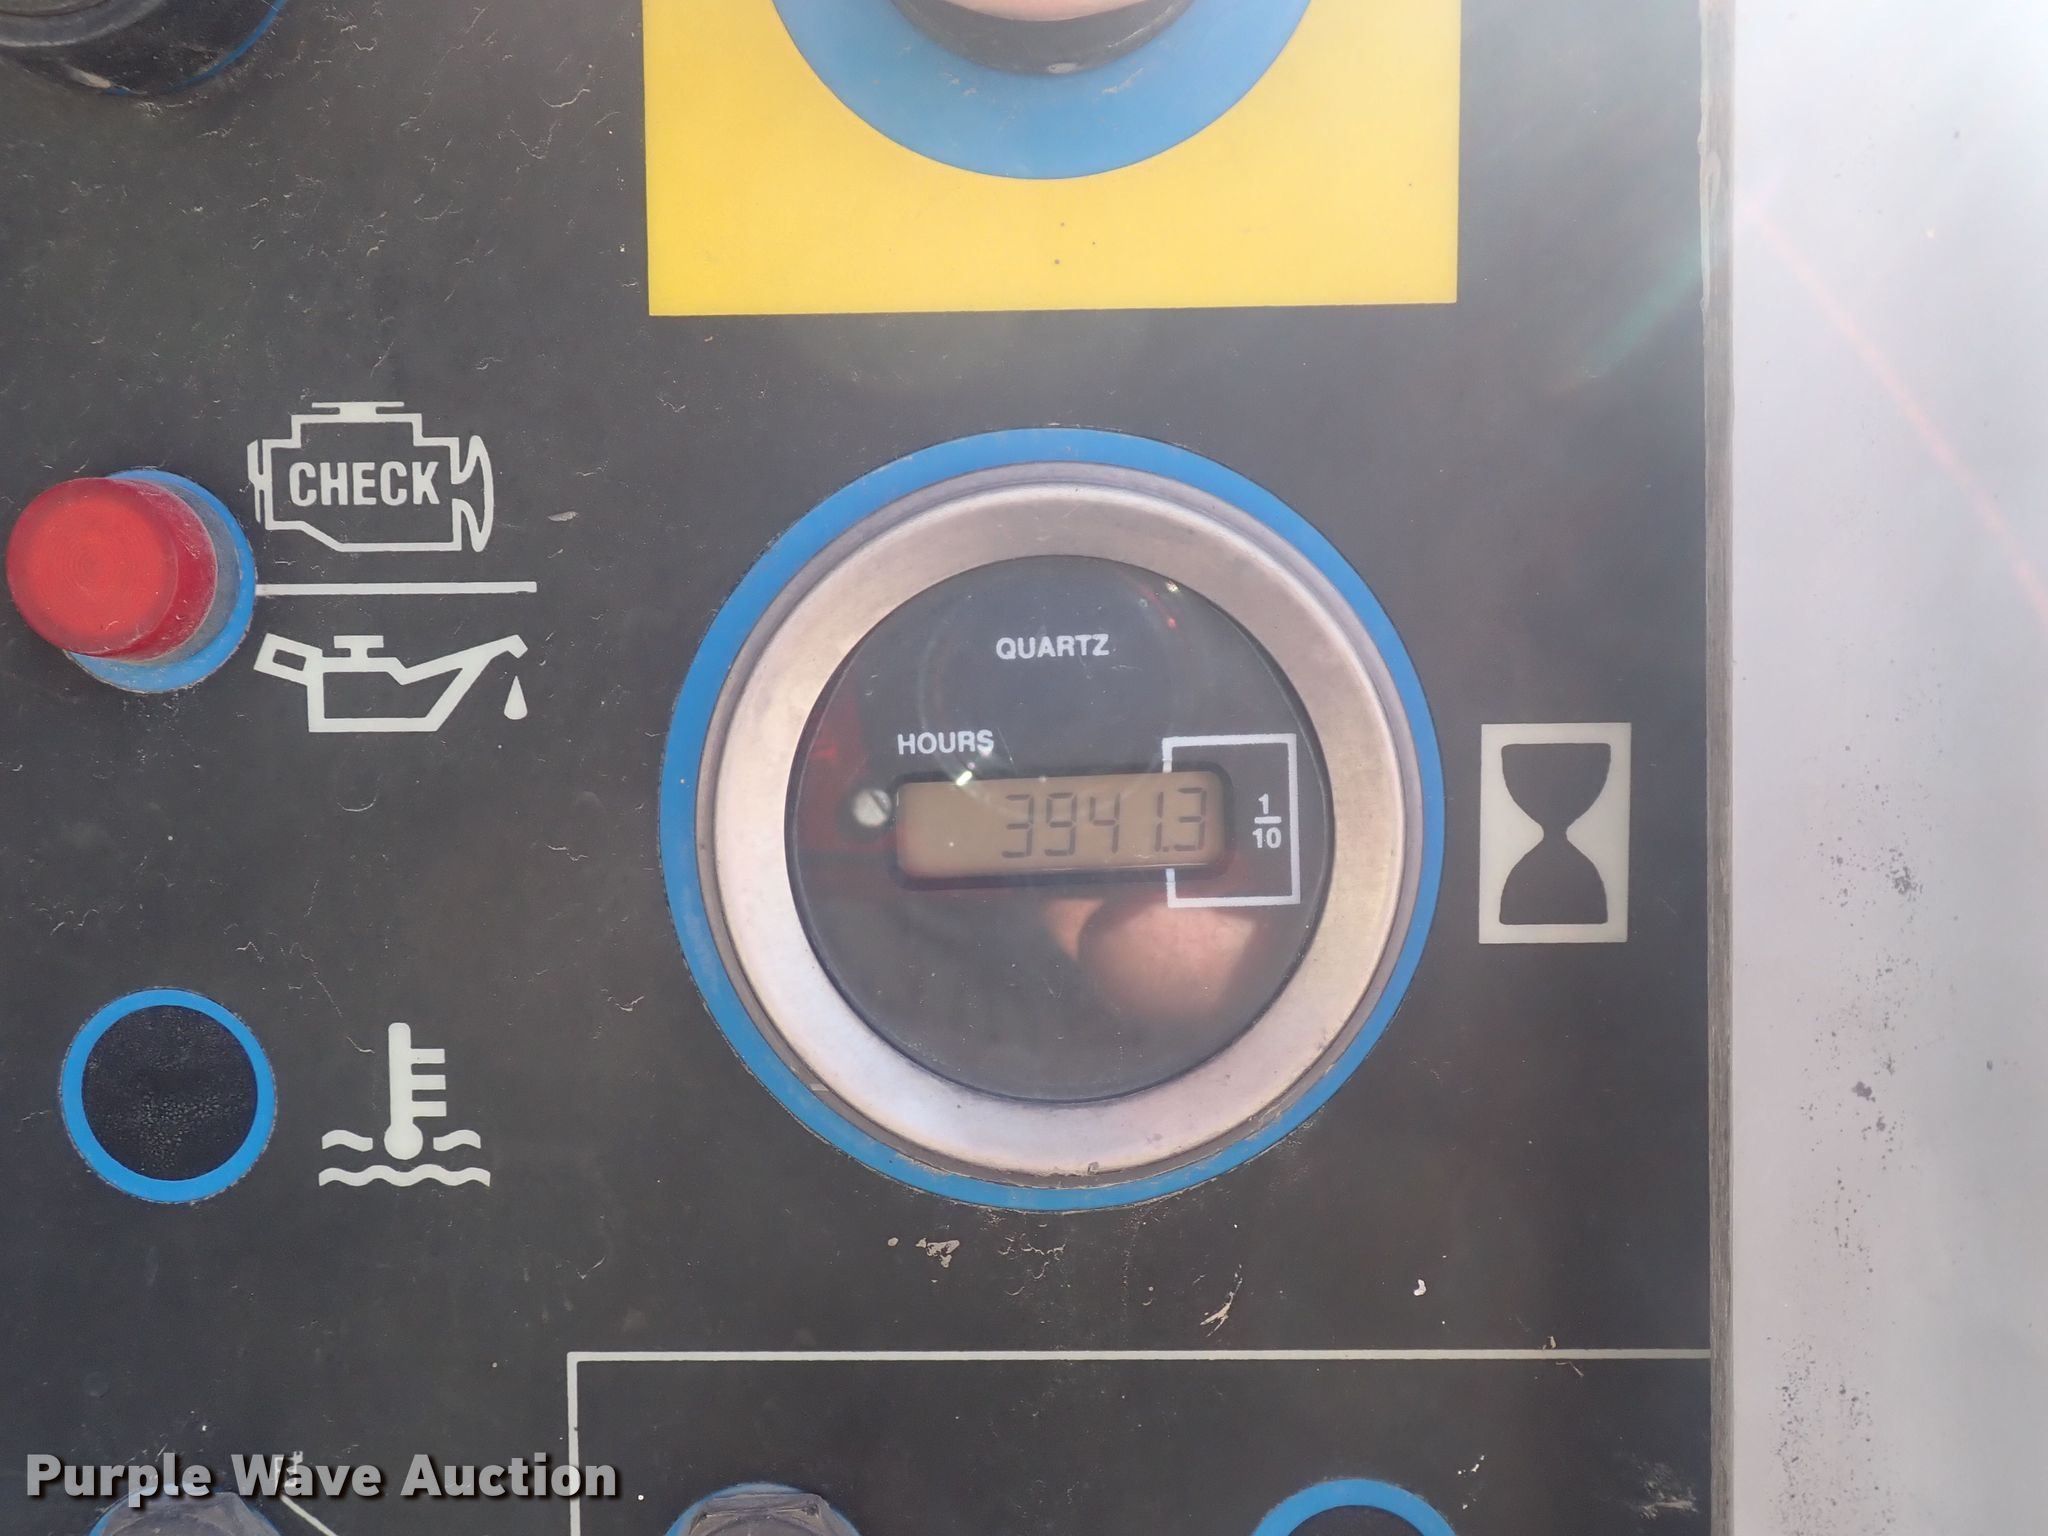 CHECK
QUARTZ
HOURS
3941.3
1
10
Purple Wave Auction